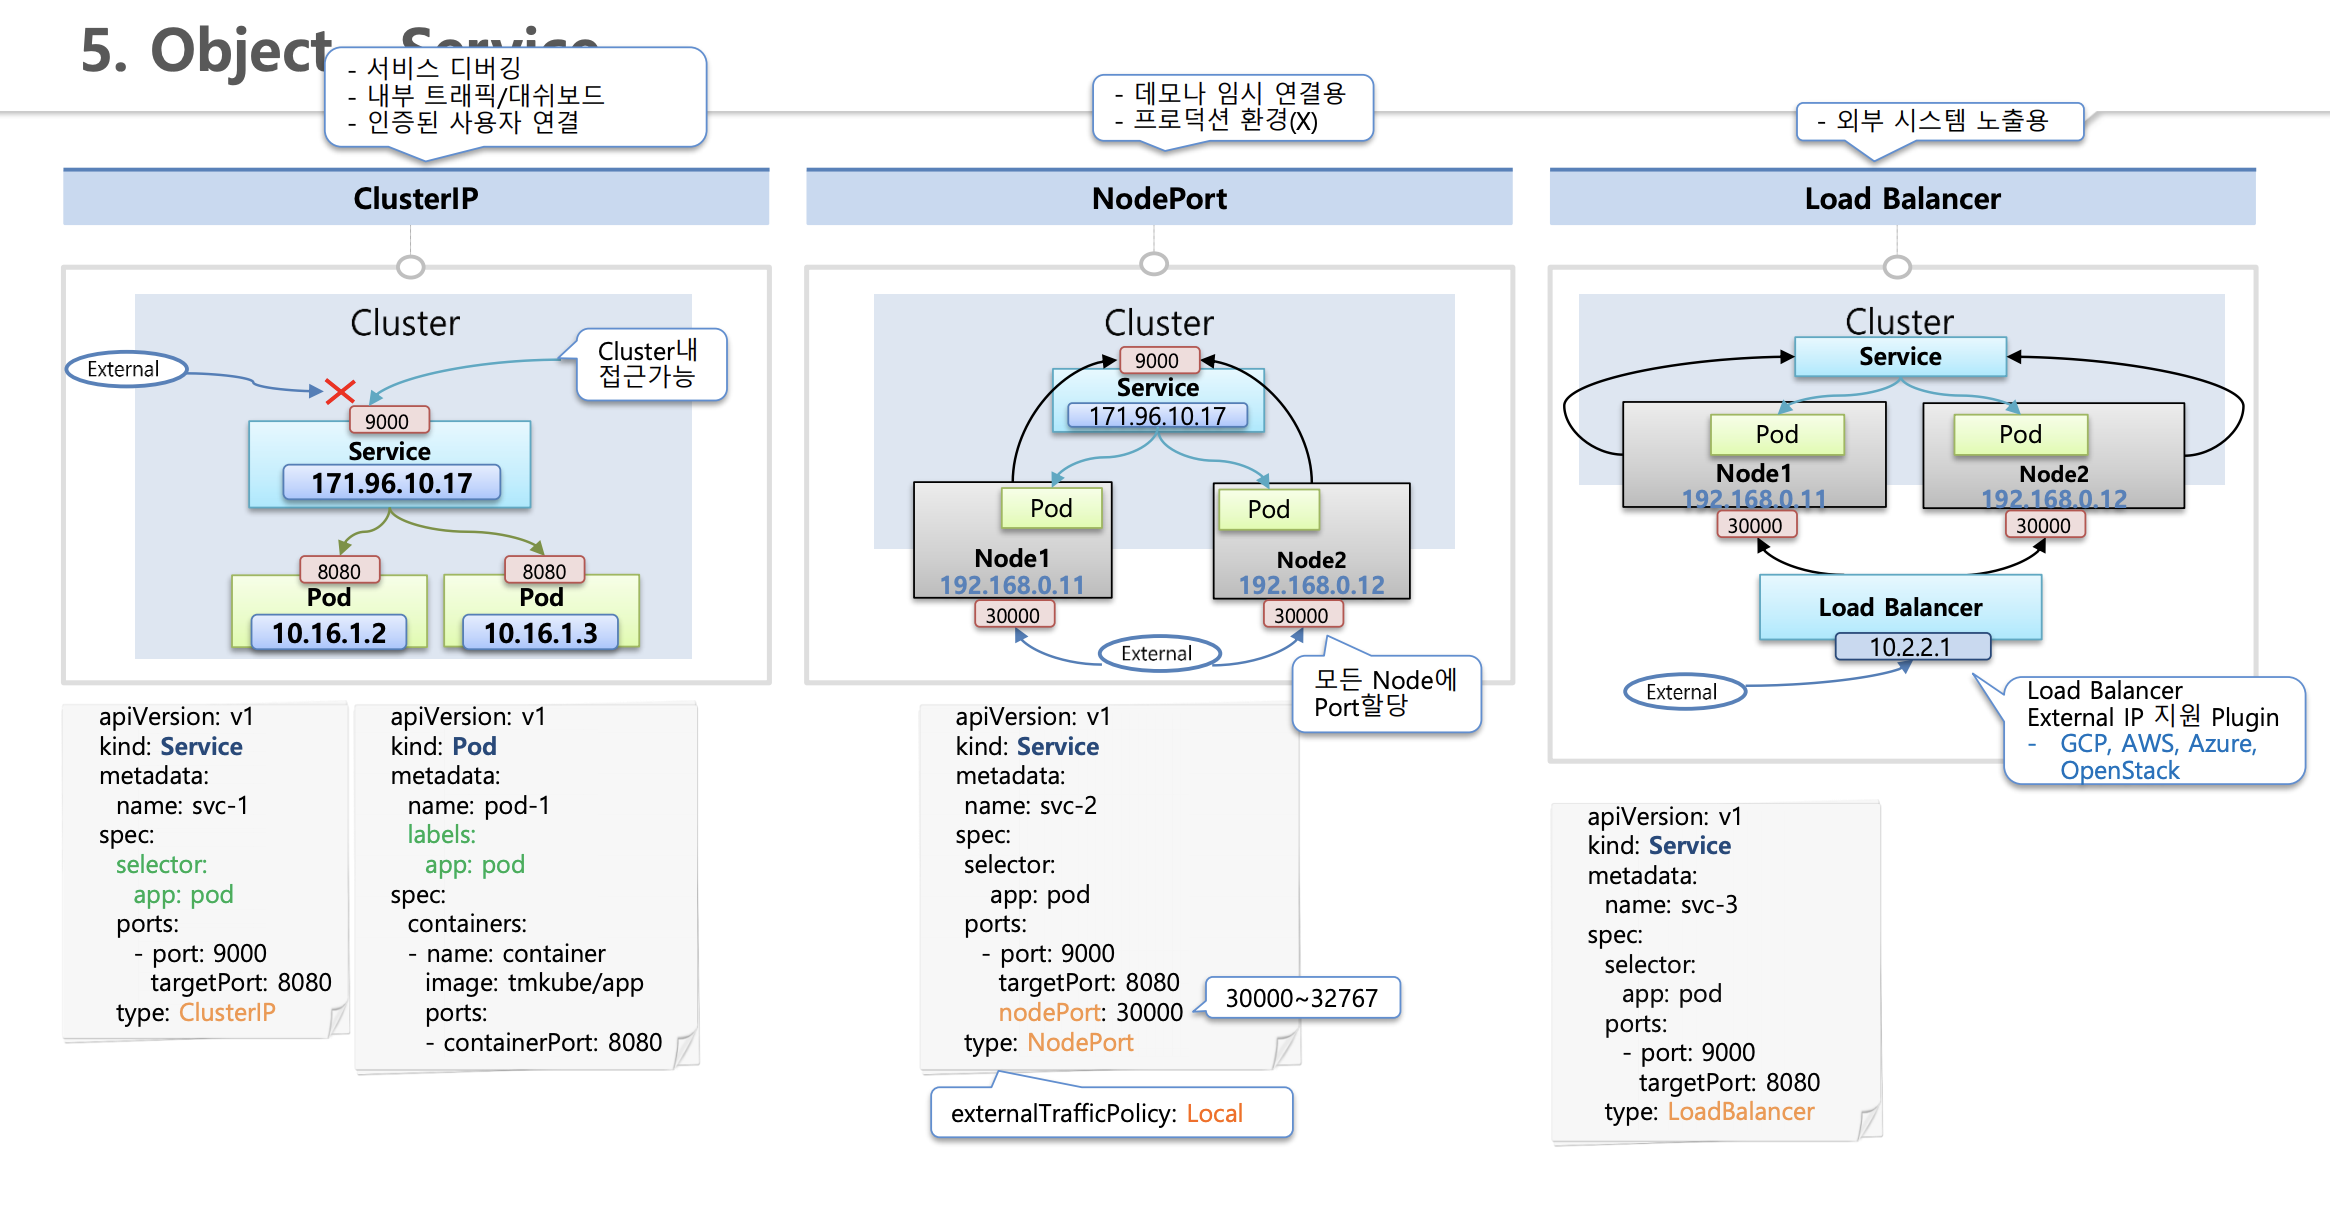 5. Object - Service
- 서비스 디버깅
- 내부 트래픽/대쉬보드
- 인증된 사용자 연결
- 데모나 임시 연결용
- 프로덕션 환경(X)
- 외부 시스템 노출용
ClusterIP
Cluster
External
Cluster내
접근가능
9000
Service
171.96.10.17
8080
8080
Pod
Pod
10.16.1.2
10.16.1.3
apiVersion: v1
kind: Service
metadata:
name: svc-1
spec:
selector:
app: pod
ports:
- port: 9000
targetPort: 8080
type: ClusterIP
apiVersion: v1
kind: Pod
metadata:
name: pod-1
labels:
app: pod
spec:
containers:
- name: container
image: tmkube/app
ports:
- containerPort: 8080
NodePort
Cluster
9000
Service
171.96.10.17
Pod
Pod
Node1
Node2
192.168.0.11
192.168.0.12
30000
30000
External
모든 Node에
Port할당
apiVersion: v1
kind: Service
metadata:
name: svc-2
spec:
selector:
app: pod
ports:
- port: 9000
targetPort: 8080
nodePort: 30000
type: NodePort
30000~32767
externalTrafficPolicy: Local
Load Balancer
Cluster
Service
Pod
Pod
Node1
Node2
192.168.0.11
192.168.0.12
30000
30000
Load Balancer
10.2.2.1
External
Load Balancer
External IP 지원 Plugin
- GCP, AWS, Azure,
OpenStack
apiVersion: v1
kind: Service
metadata:
name: svc-3
spec:
selector:
app: pod
ports:
- port: 9000
targetPort: 8080
type: LoadBalancer